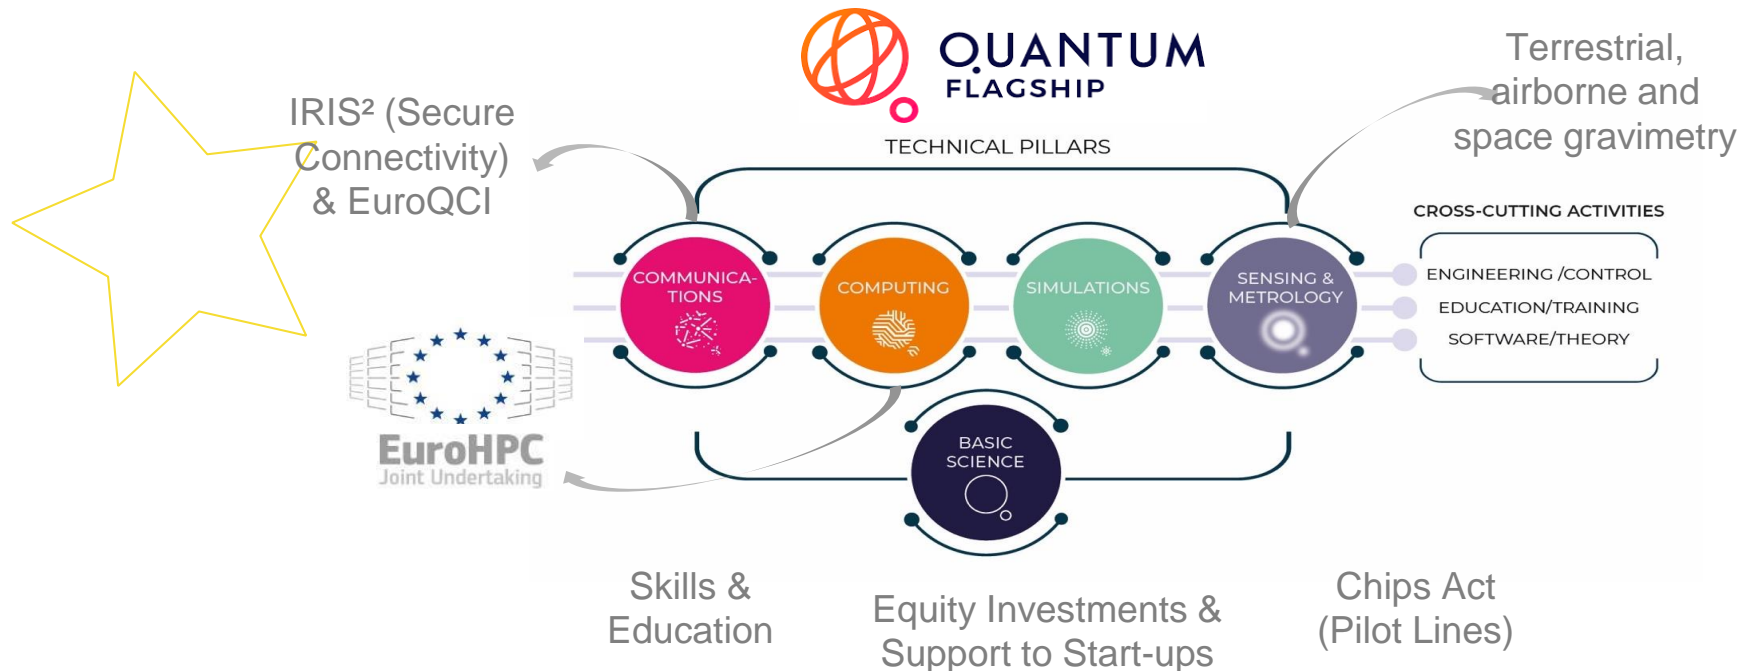 QUANTUM
FLAGSHIP
IRIS² (Secure
Connectivity)
& EuroQCI
Terrestrial,
airborne and
space gravimetry
TECHNICAL PILLARS
COMMUNICA-
TIONS
COMPUTING
SIMULATIONS
SENSING &
METROLOGY
CROSS-CUTTING ACTIVITIES
ENGINEERING /CONTROL
EDUCATION/TRAINING
SOFTWARE/THEORY
EuroHPC
Joint Undertaking
BASIC
SCIENCE
Skills &
Education
Equity Investments &
Support to Start-ups
Chips Act
(Pilot Lines)